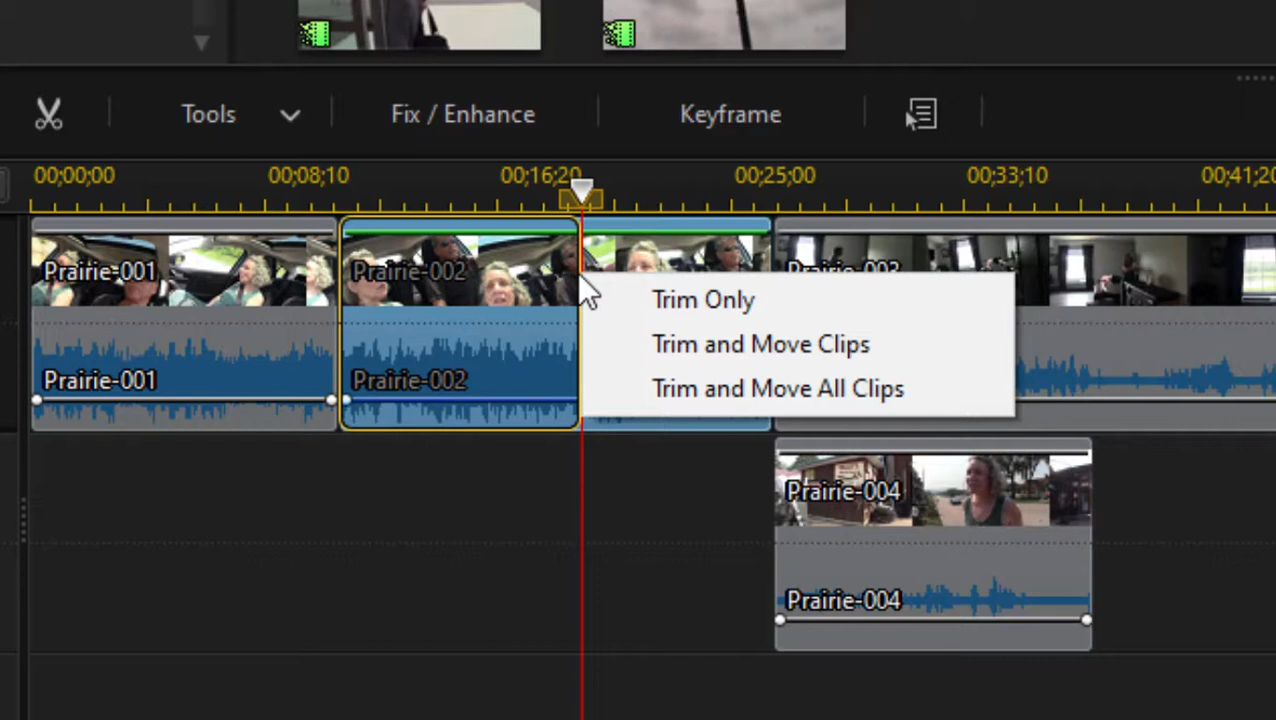 Tools
Fix / Enhance
Keyframe
00;00;00
00;08;10
00;16;20
00;25;00
00;33;10
00;41;20
Prairie-001
Prairie-002
Trim Only
Trim and Move Clips
Trim and Move All Clips
Prairie-001
Prairie-002
Prairie-004
Prairie-004